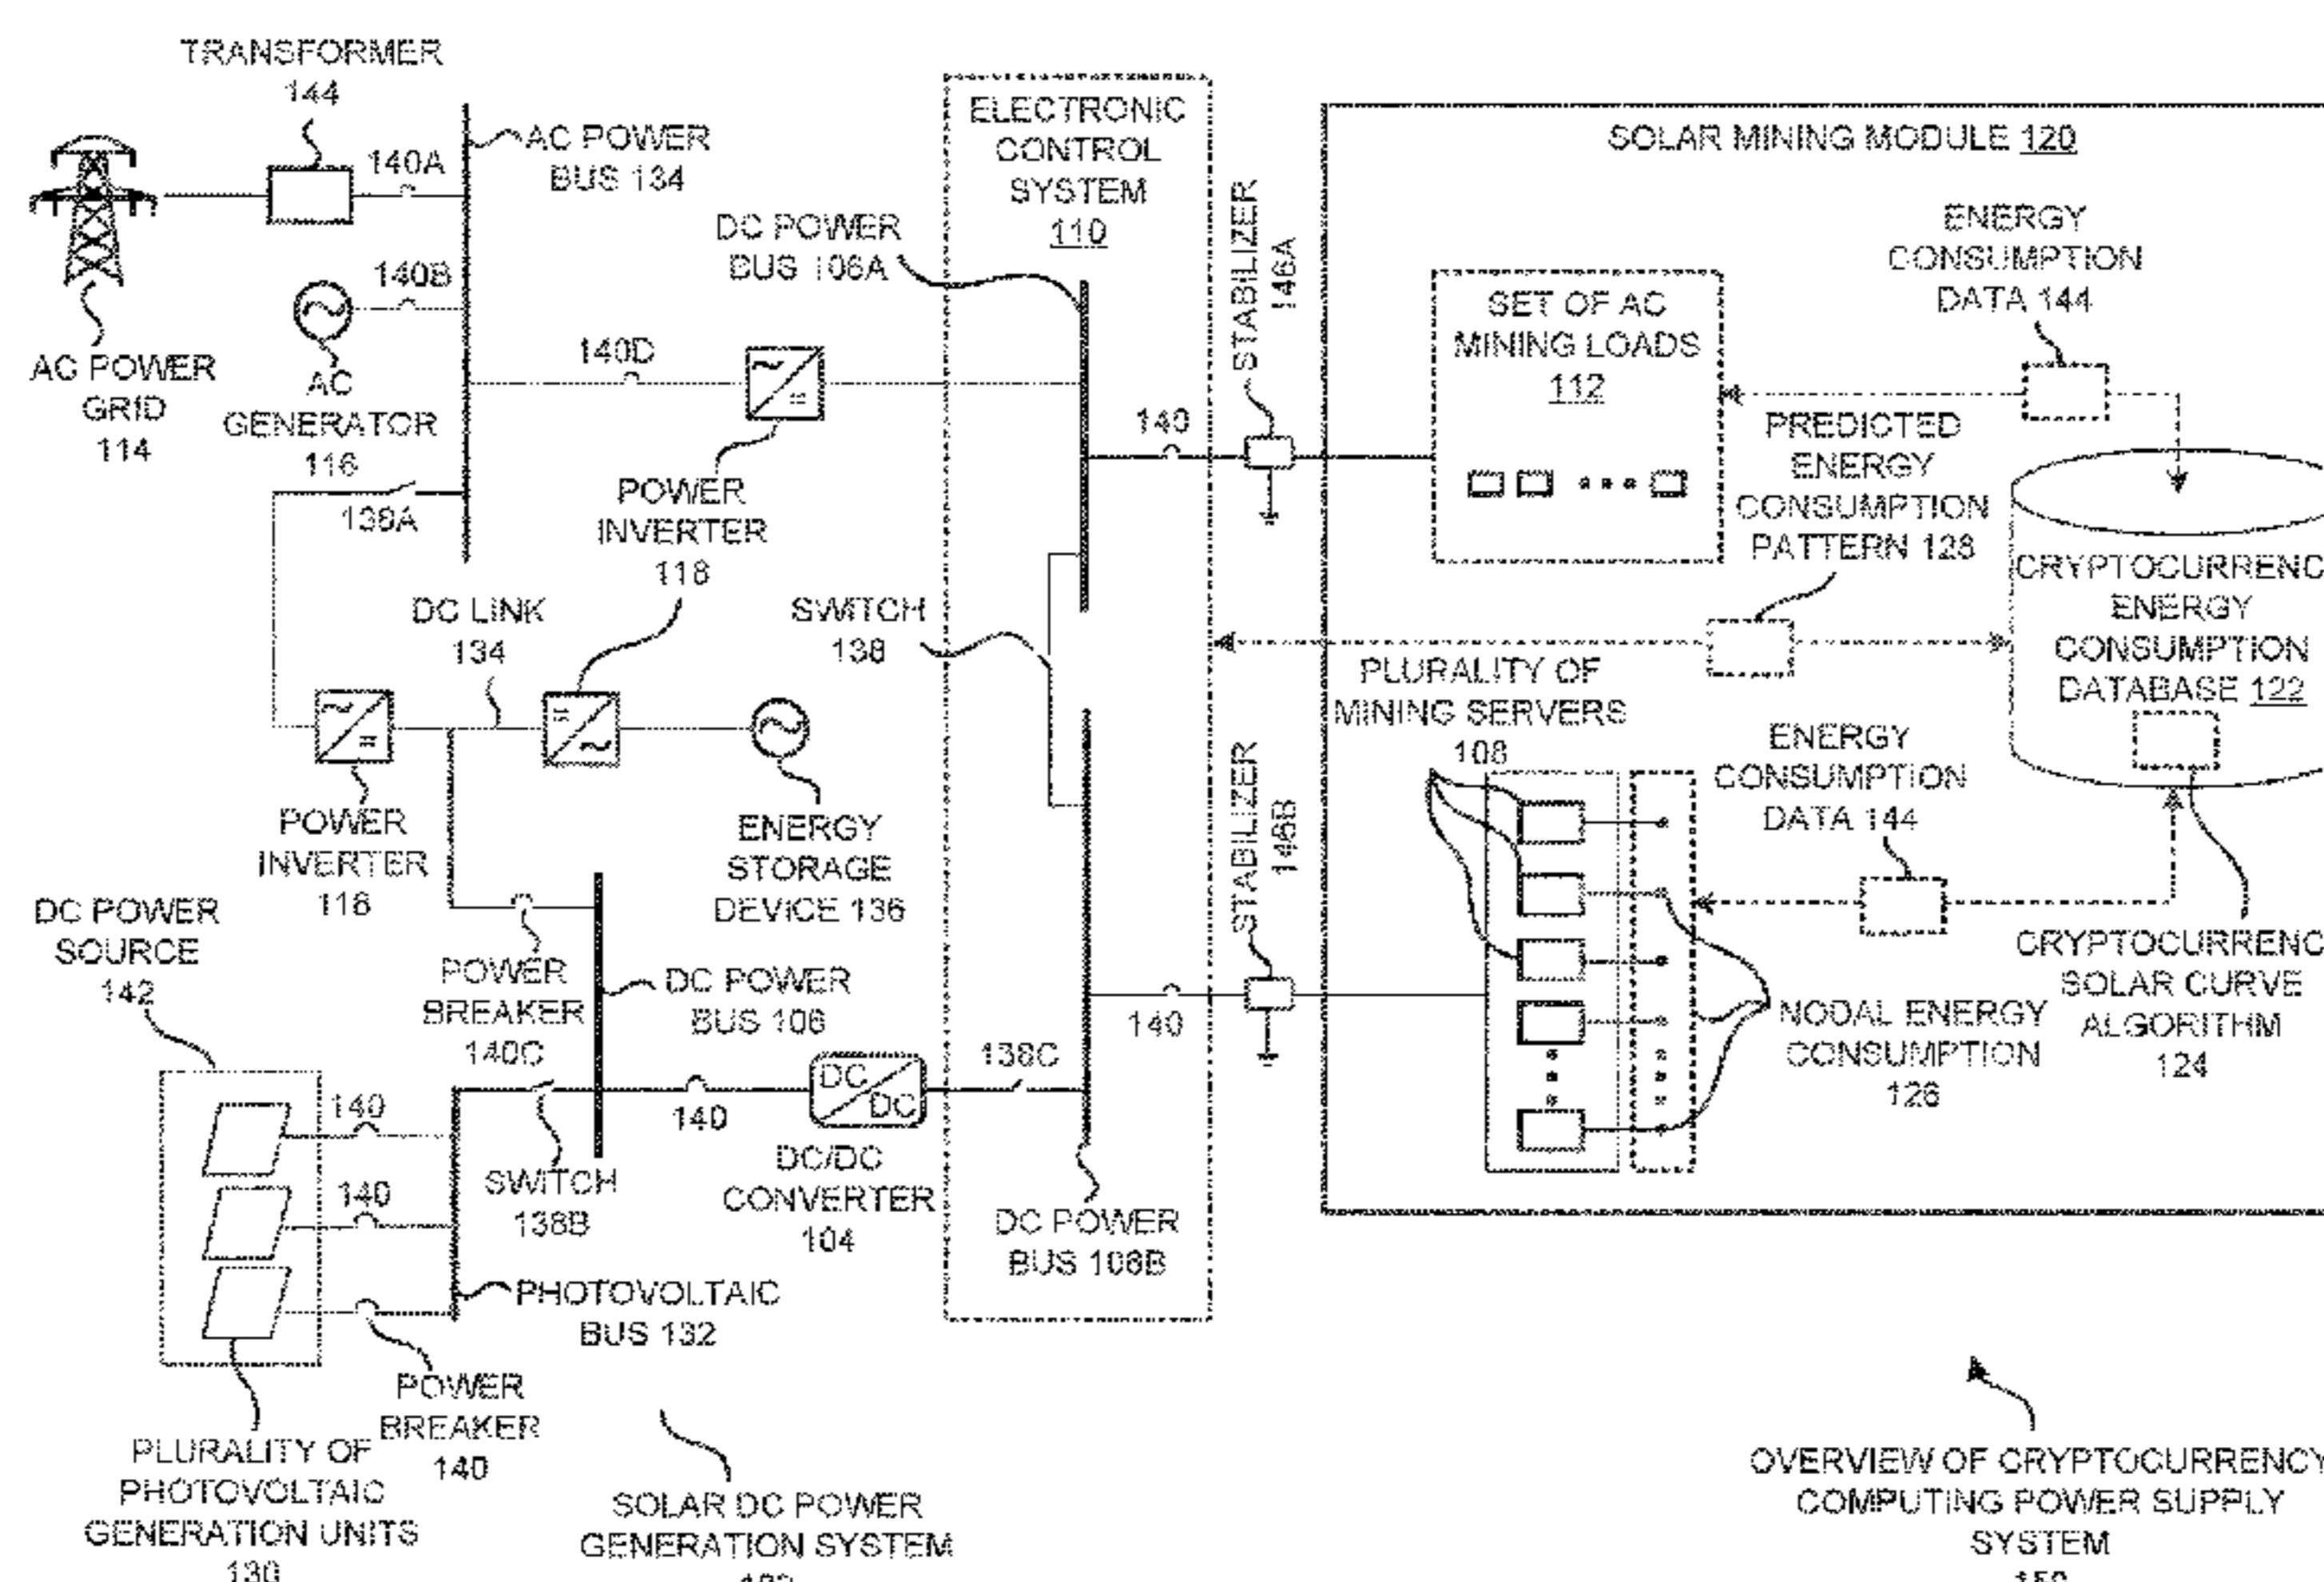 TRANSFORMER
144
140A
AC POWER
BUS 134
140B
AC POWER
GRID
114
AC
GENERATOR
116
138A
140D
POWER
INVERTER
118
DC POWER
BUS 106A
ELECTRONIC
CONTROL
SYSTEM
110
STABILIZER
146A
140
SOLAR MINING MODULE 120
SET OF AC
MINING LOADS
112
ENERGY
CONSUMPTION
DATA 144
PREDICTED
ENERGY
CONSUMPTION
PATTERN 128
CRYPTOCURRENC
ENERGY
CONSUMPTION
DATABASE 122
DC LINK
134
SWITCH
138
POWER
INVERTER
118
ENERGY
STORAGE
DEVICE 136
PLURALITY OF
MINING SERVERS
108
ENERGY
CONSUMPTION
DATA 144
STABILIZER
146B
140
CRYPTOCURRENC
SOLAR CURVE
ALGORITHM
124
NODAL ENERGY
CONSUMPTION
126
DC POWER
SOURCE
142
POWER
BREAKER
140C
DC POWER
BUS 106
138C
DC
DC
140
140
140
SWITCH
138B
DC/DC
CONVERTER
104
DC POWER
BUS 106B
PHOTOVOLTAIC
BUS 132
POWER
BREAKER
140
PLURALITY OF
PHOTOVOLTAIC
GENERATION UNITS
130
SOLAR DC POWER
GENERATION SYSTEM
OVERVIEW OF CRYPTOCURRENCY
COMPUTING POWER SUPPLY
SYSTEM